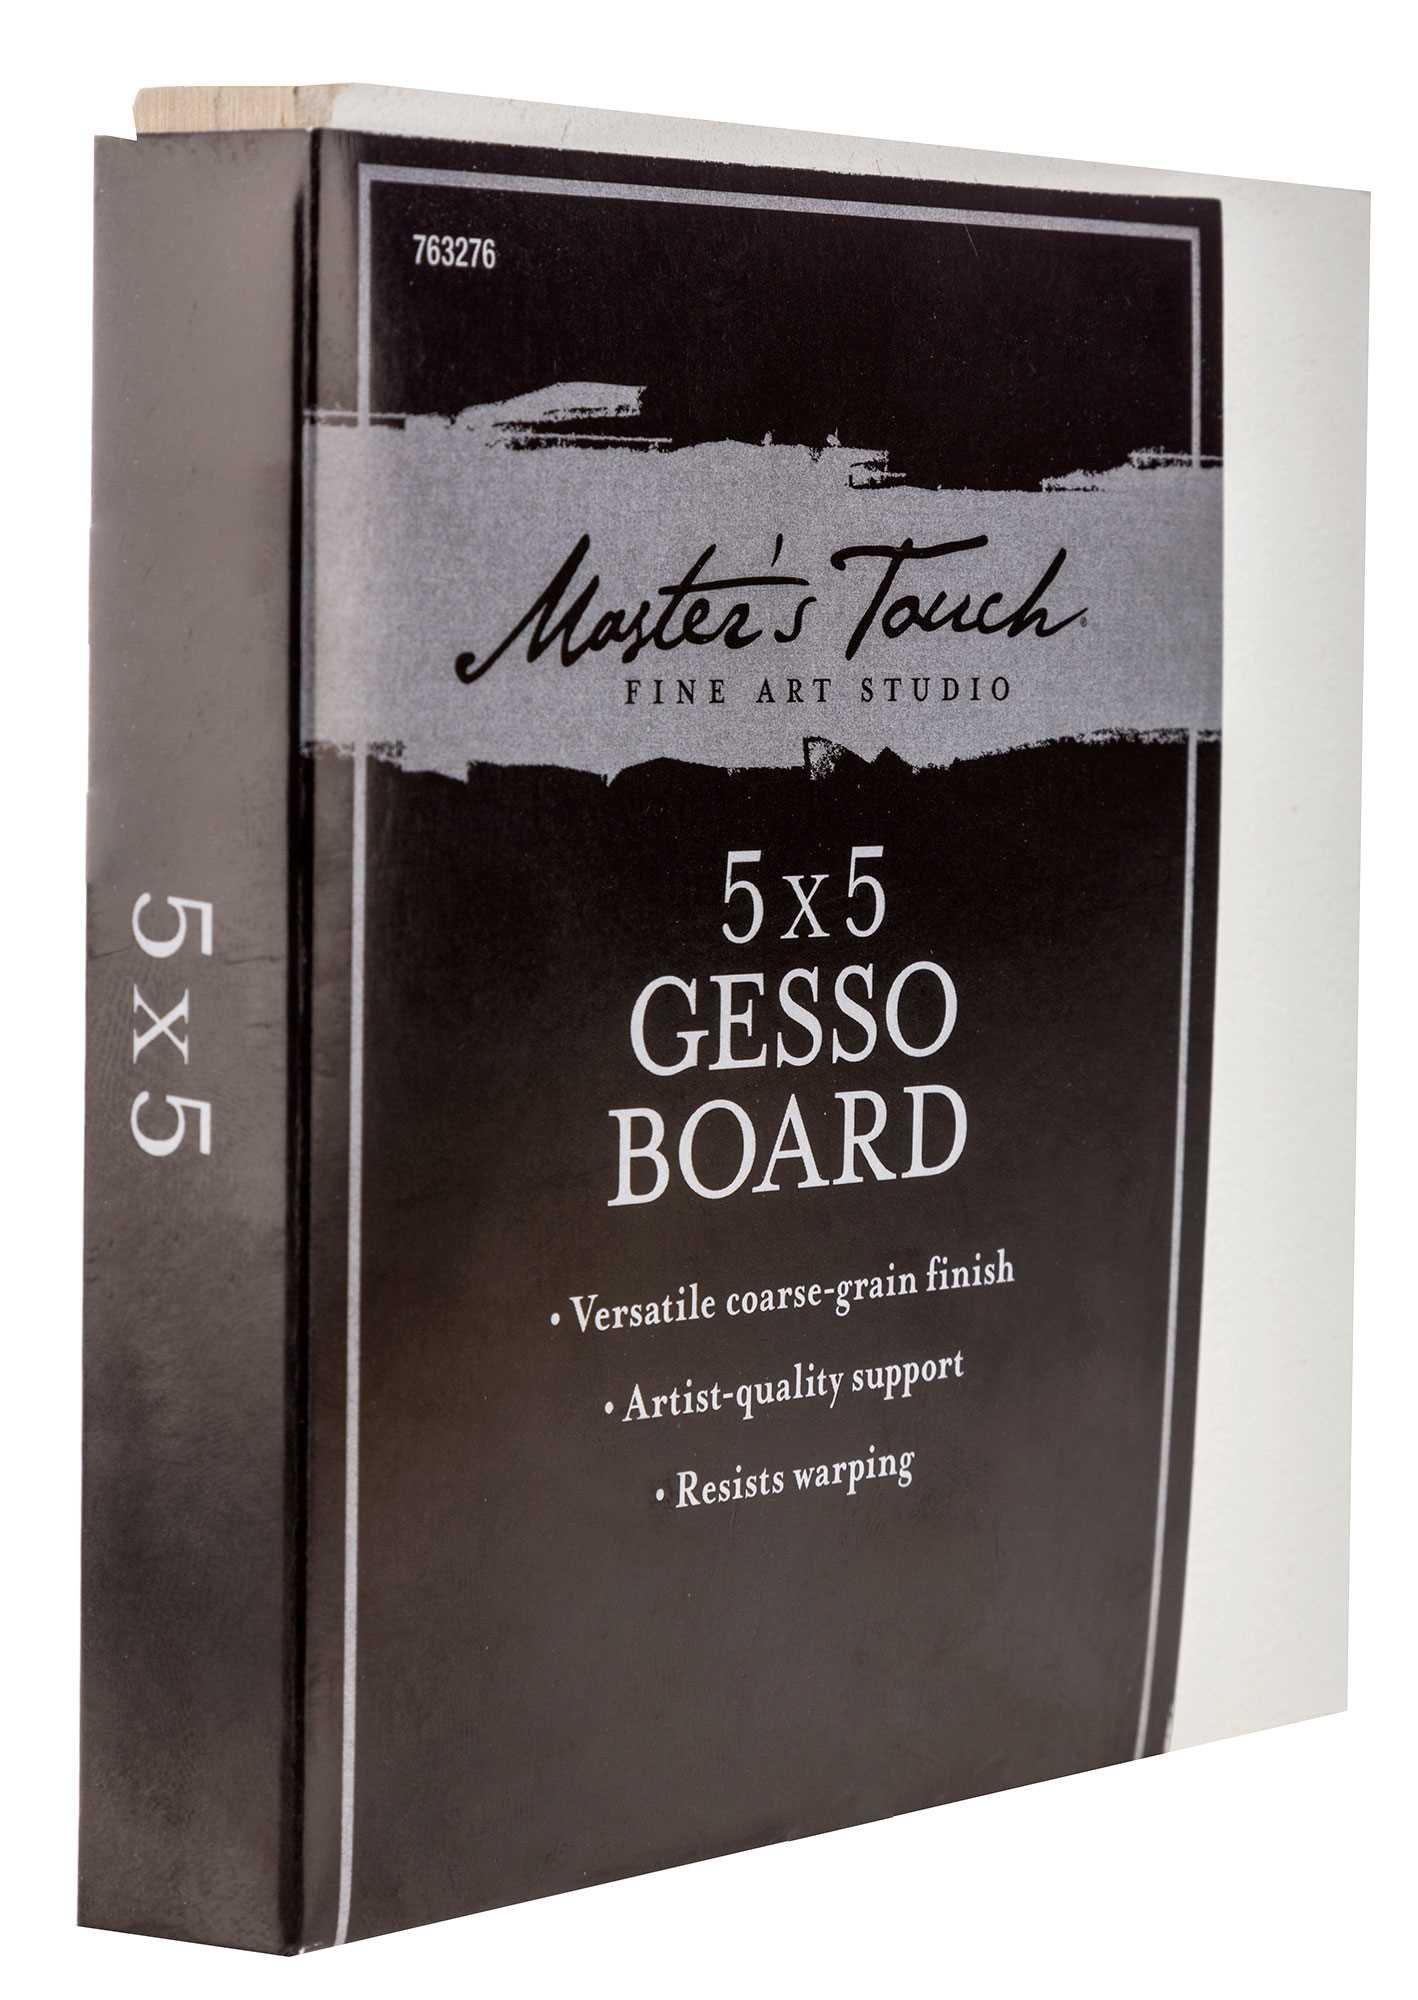 763276
Master's Touch®
FINE ART STUDIO
5 x 5
GESSO
BOARD
• Versatile coarse-grain finish
• Artist-quality support
• Resists warping
5 X 5